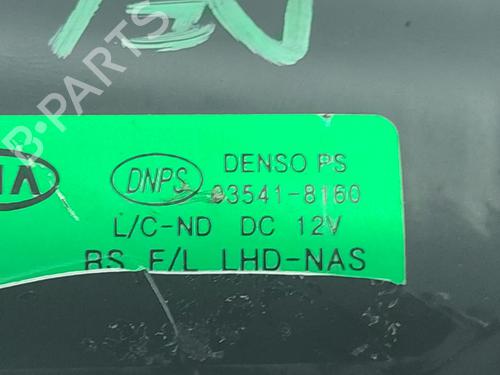 B-PARTS
DNPS
DENSO PS
93541-8160
L/C-ND DC 12V
RS F/L LHD-NAS